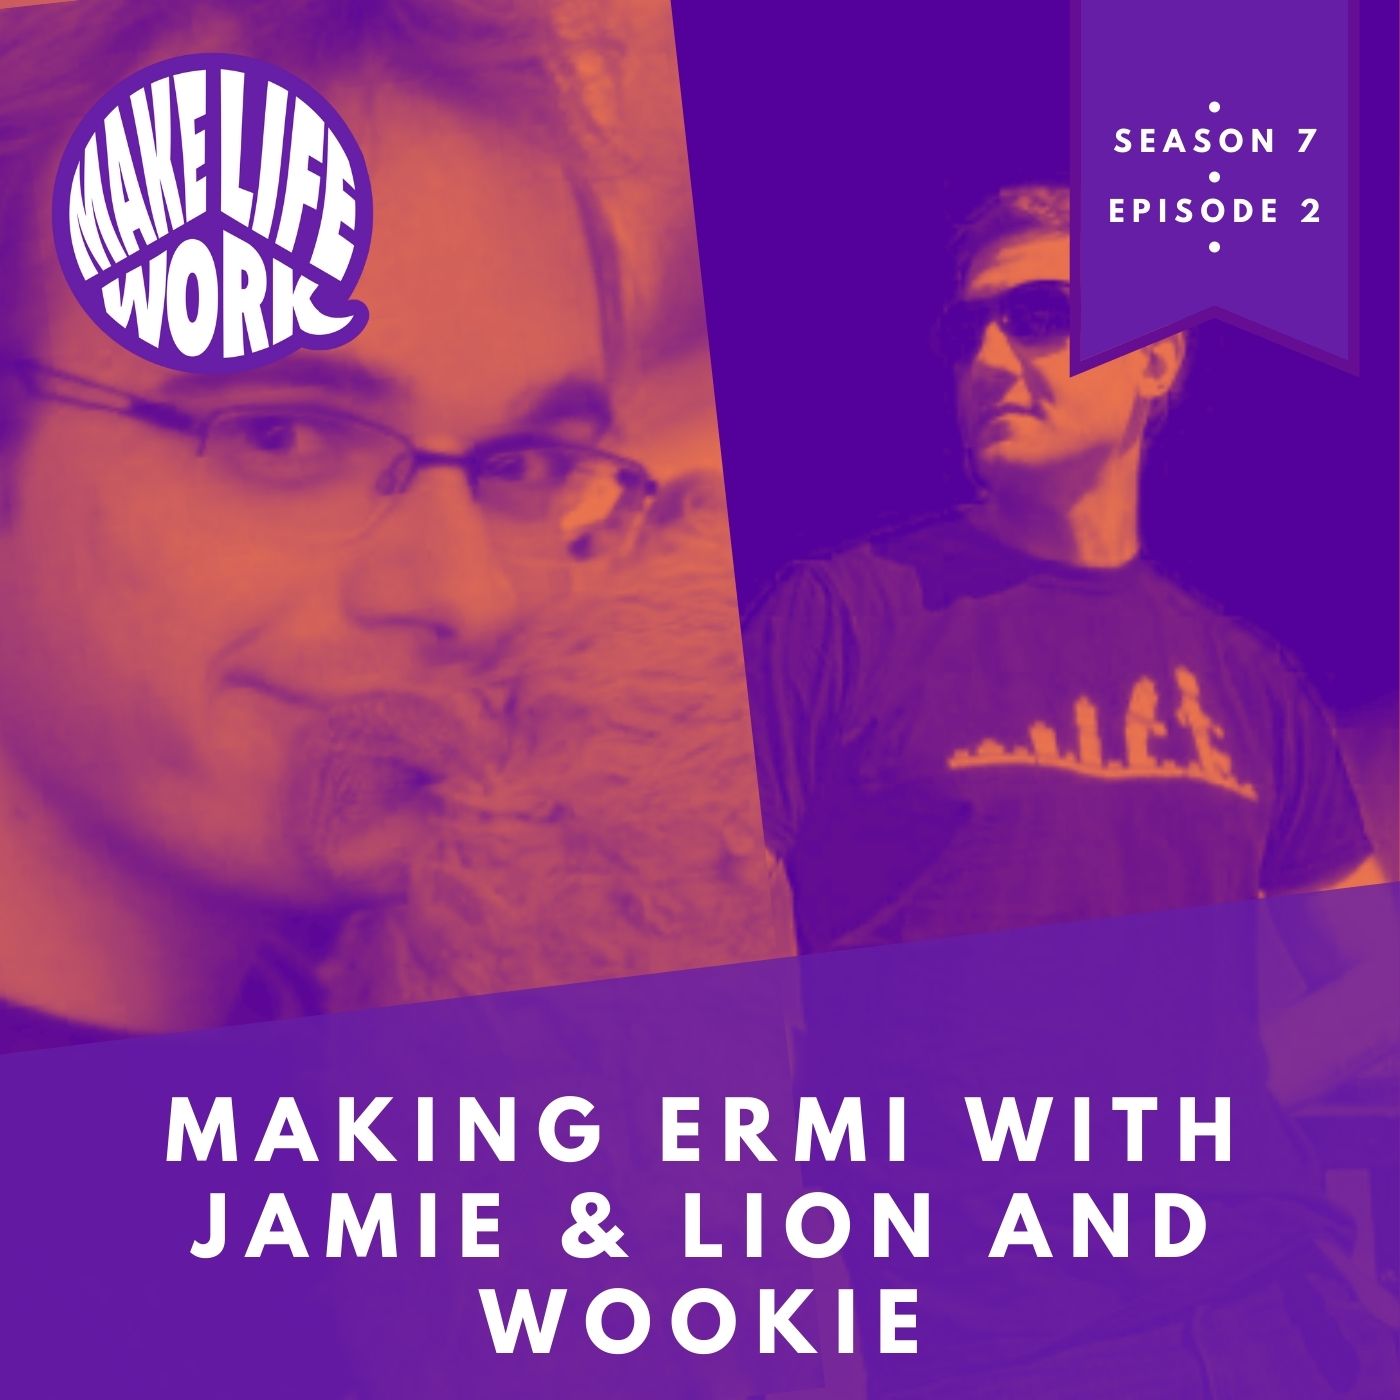 MAKE LIFE
WORK
SEASON 7
EPISODE 2
MAKING ERMI WITH
JAMIE & LION AND
WOOKIE